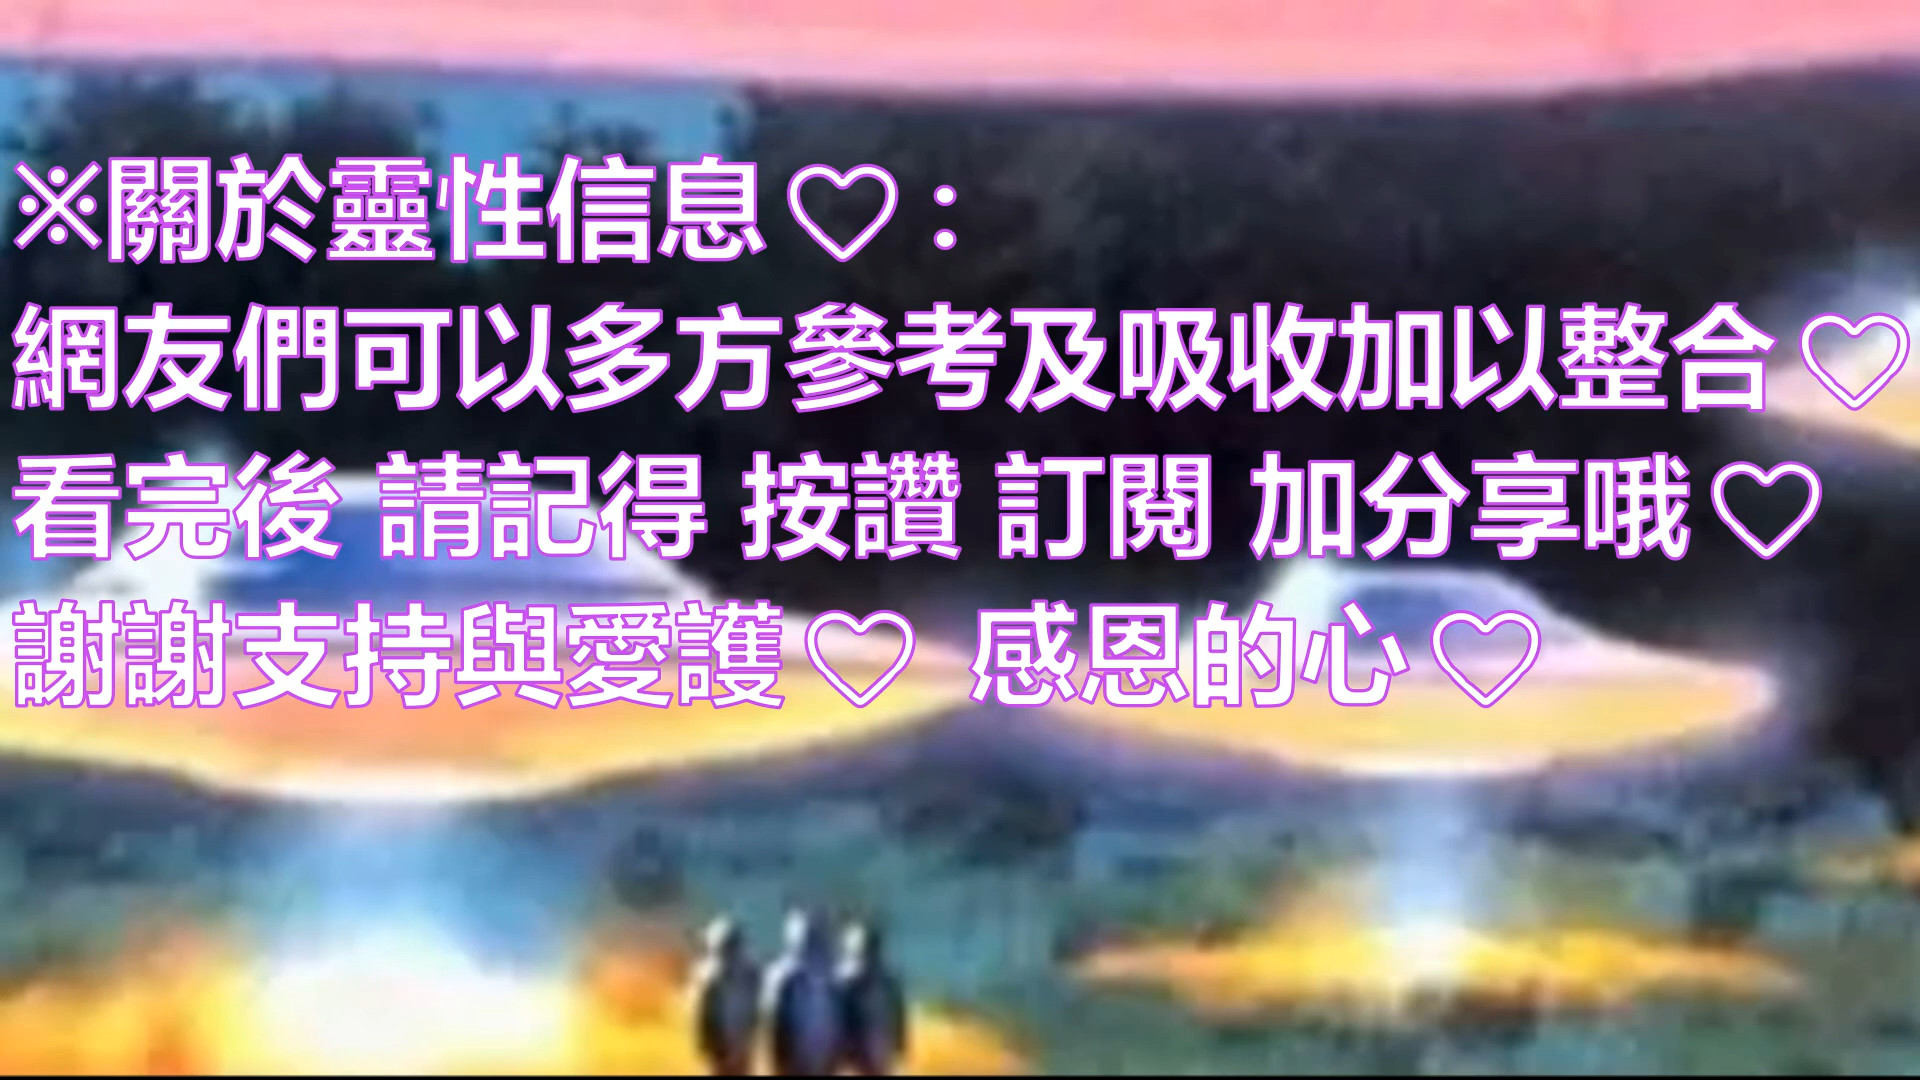 ※關於靈性信息♡：
網友們可以多方參考及吸收加以整合♡
看完後 請記得 按讚 訂閱 加分享哦♡
謝謝支持與愛護♡ 感恩的心♡